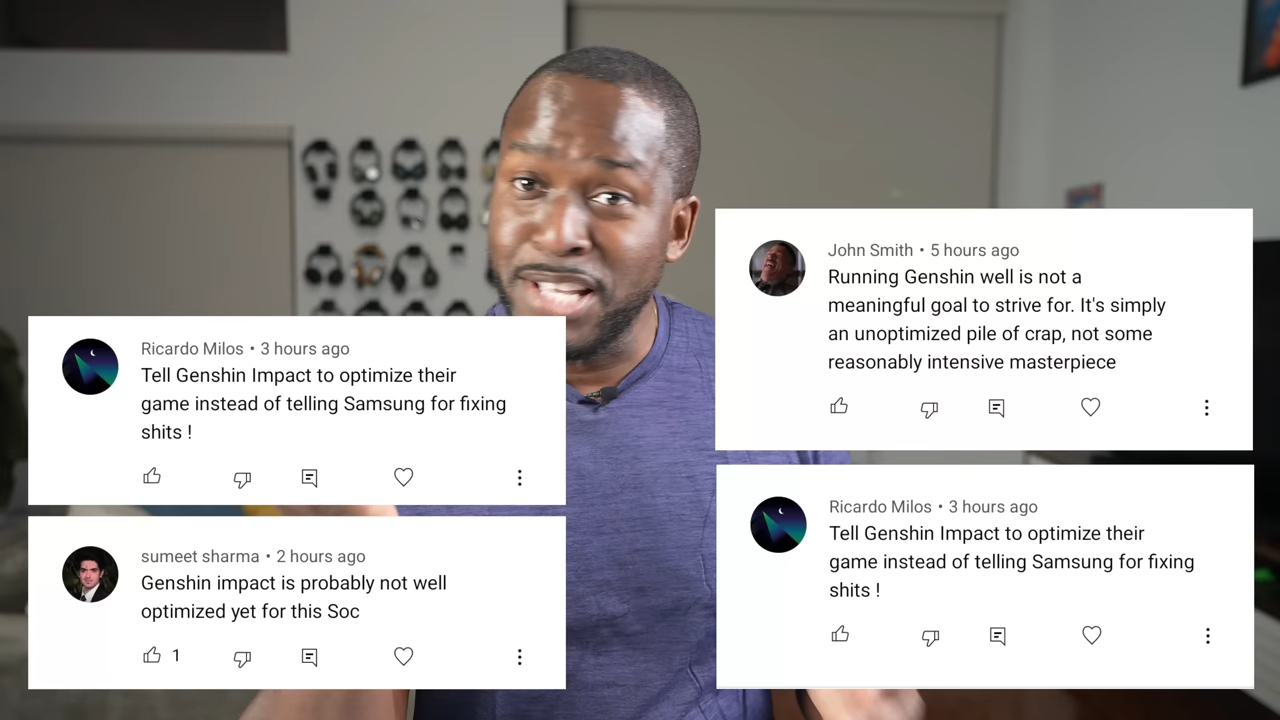 Ricardo Milos • 3 hours ago
Tell Genshin Impact to optimize their
game instead of telling Samsung for fixing
shits !
sumeet sharma • 2 hours ago
Genshin impact is probably not well
optimized yet for this Soc
1
John Smith • 5 hours ago
Running Genshin well is not a
meaningful goal to strive for. It's simply
an unoptimized pile of crap, not some
reasonably intensive masterpiece
Ricardo Milos • 3 hours ago
Tell Genshin Impact to optimize their
game instead of telling Samsung for fixing
shits !